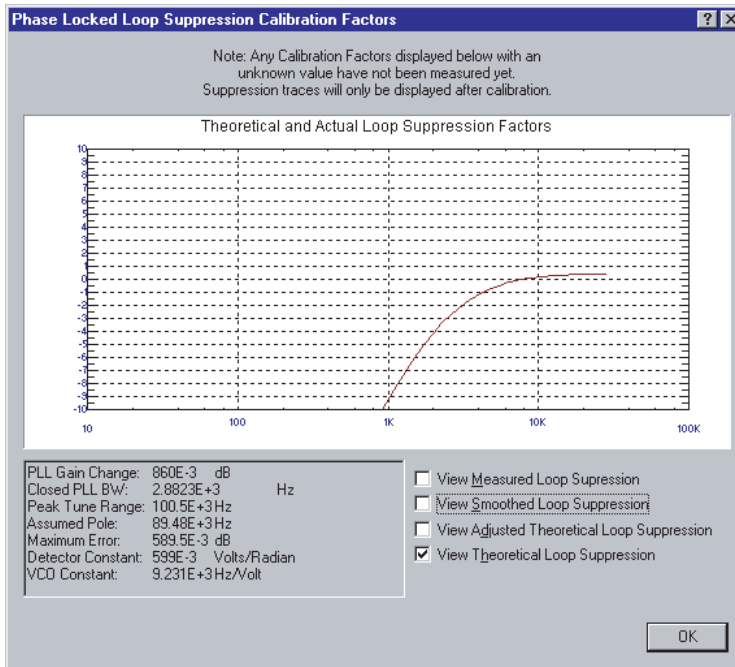 Phase Locked Loop Suppression Calibration Factors
Note: Any Calibration Factors displayed below with an
unknown value have not been measured yet.
Suppression traces will only be displayed after calibration.
Theoretical and Actual Loop Suppression Factors
10
9
8
7
6
5
4
3
2
1
0
-1
-2
-3
-4
-5
-6
-7
-8
-9
-10
10 100 1K 10K 100K
PLL Gain Change: 860E-3 dB
Closed PLL BW: 2.8823E+3 Hz
Peak Tune Range: 100.5E+3 Hz
Assumed Pole: 89.48E+3 Hz
Maximum Error: 589.5E-3 dB
Detector Constant: 599E-3 Volts/Radian
VCO Constant: 9.231E+3 Hz/Volt
View Measured Loop Supression
View Smoothed Loop Suppression
View Adjusted Theoretical Loop Suppression
View Theoretical Loop Suppression
OK